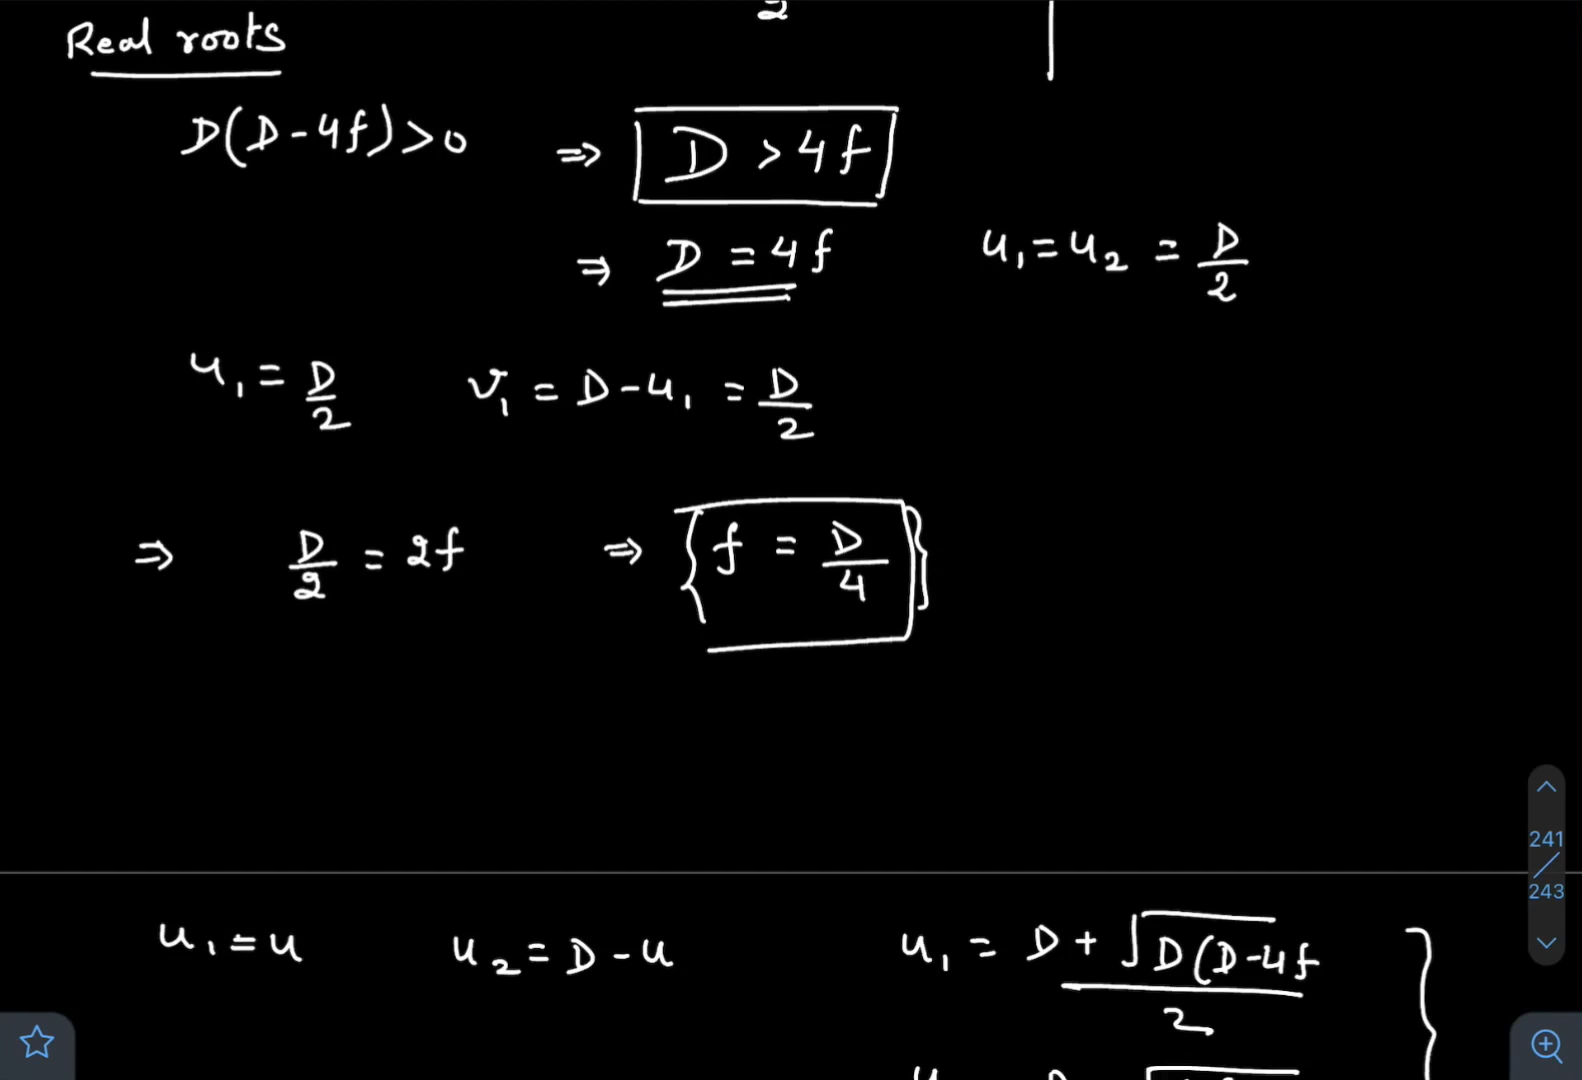 2
Real roots
D(D-4f)>0 ⇒ D > 4f
⇒ D = 4f u₁=u₂ = D/2
u₁ = D/2 v₁ = D-u₁ = D/2
⇒ D/2 = 2f ⇒ { f = D/4 }
241
/
243
u₁ = u u₂ = D-u u₁ = D + √D(D-4f / 2 }